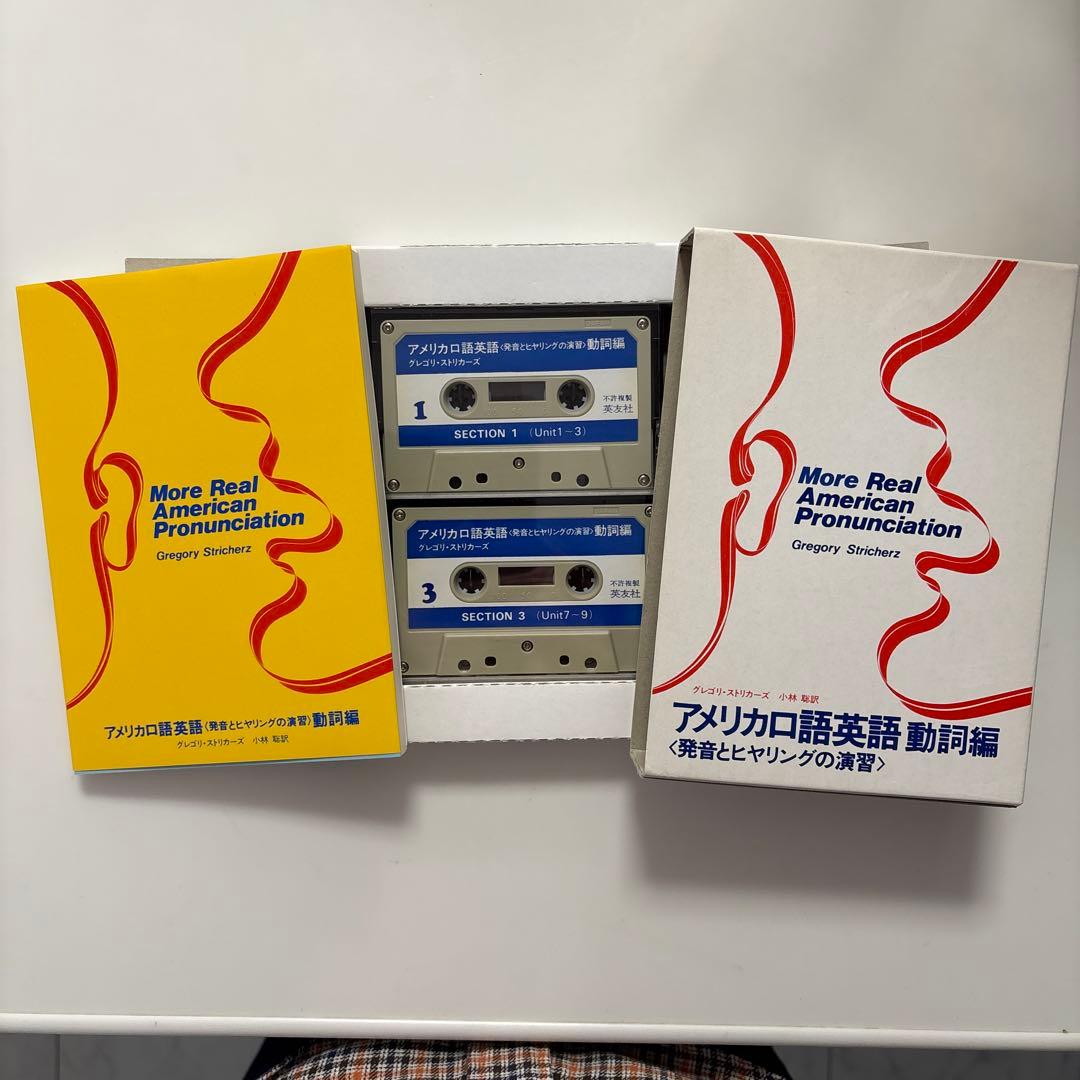 More Real
American
Pronunciation
Gregory Stricherz
アメリカ口語英語〈発音とヒヤリングの演習〉動詞編
グレゴリ・ストリカーズ 小林 聡訳
アメリカ口語英語〈発音とヒヤリングの演習〉動詞編
グレゴリ・ストリカーズ
1
不許複製
英友社
SECTION 1 (Unit1~3)
アメリカ口語英語〈発音とヒヤリングの演習〉動詞編
グレゴリ・ストリカーズ
3
不許複製
英友社
SECTION 3 (Unit7~9)
More Real
American
Pronunciation
Gregory Stricherz
グレゴリ・ストリカーズ 小林 聡訳
アメリカ口語英語 動詞編
〈発音とヒヤリングの演習〉